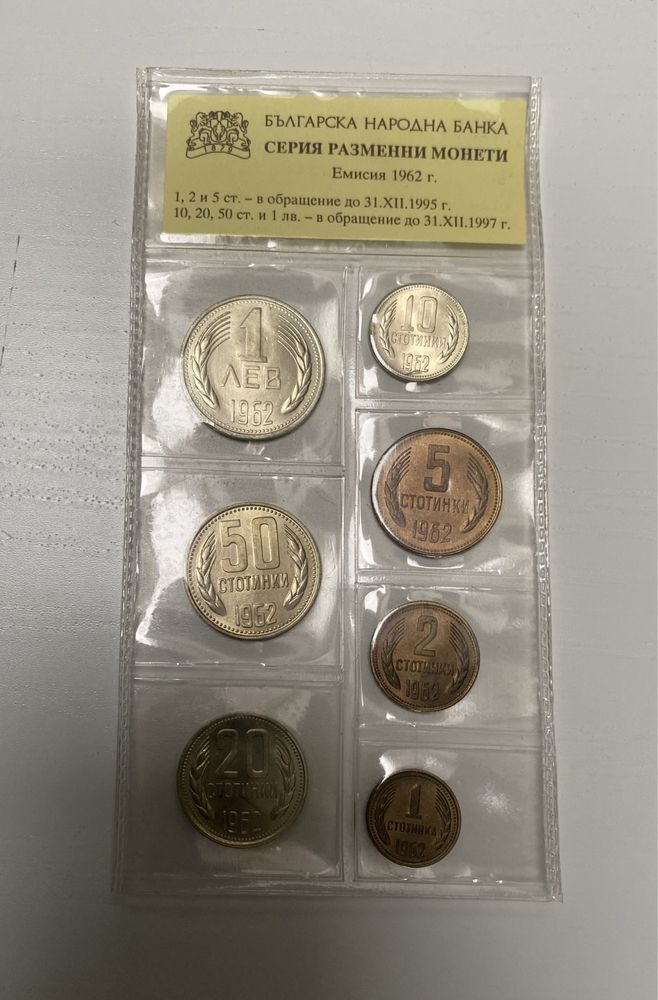 БЪЛГАРСКА НАРОДНА БАНКА
СЕРИЯ РАЗМЕННИ МОНЕТИ
Емисия 1962 г.
1, 2 и 5 ст. – в обращение до 31.XII.1995 г.
10, 20, 50 ст. и 1 лв. – в обращение до 31.XII.1997 г.
1879
1
ЛЕВ
1962
10
СТОТИНКИ
1962
5
СТОТИНКИ
1962
50
СТОТИНКИ
1962
2
СТОТИНКИ
1962
20
СТОТИНКИ
1962
1
СТОТИНКА
1962